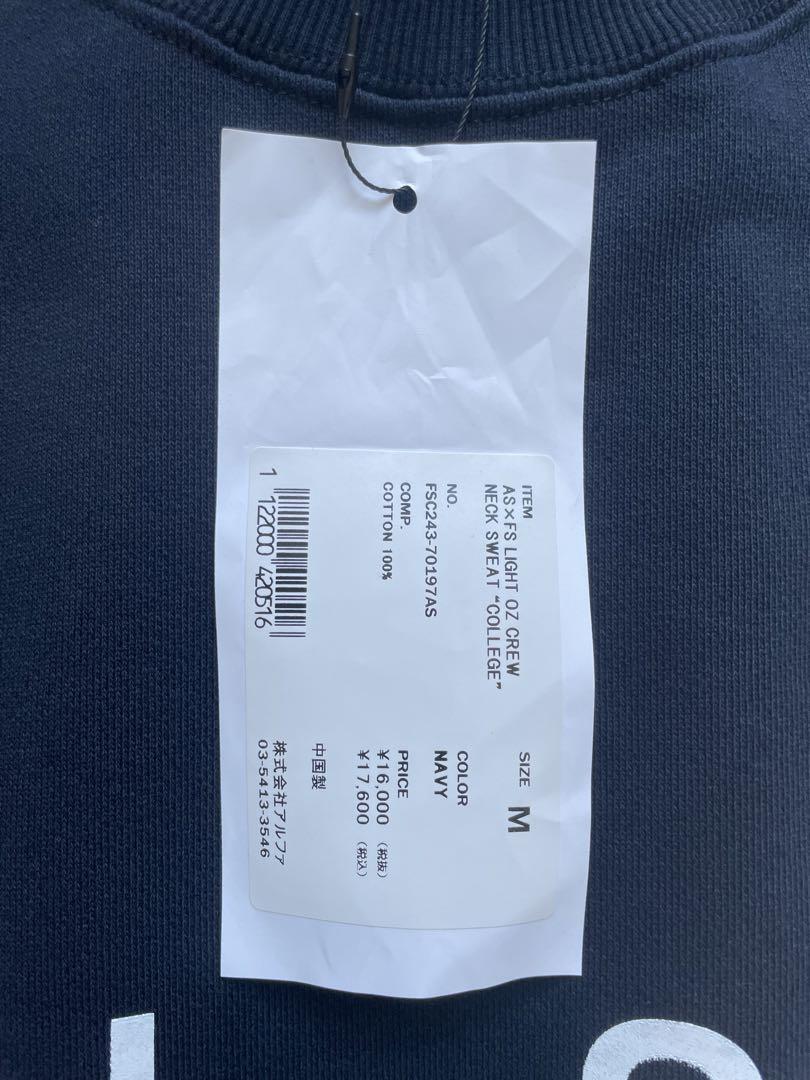 ITEM
AS×FS LIGHT OZ CREW
NECK SWEAT “COLLEGE”
SIZE M
NO.
FSC243-70197AS
COLOR
NAVY
COMP.
COTTON 100%
PRICE
¥16,000 (税抜)
¥17,600 (税込)
中国製
1 122000 420516
株式会社アルファ
03-5413-3546